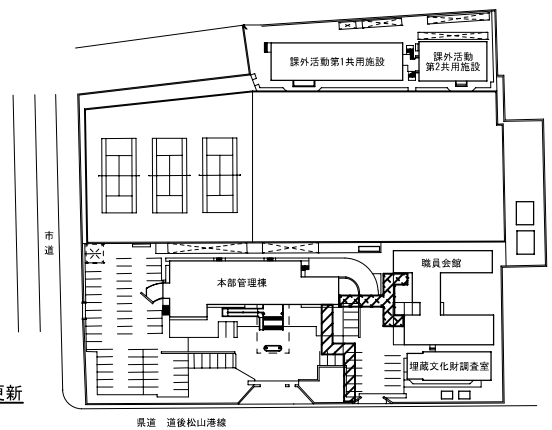 課外活動第1共用施設
課外活動
第2共用施設
市道
職員会館
本部管理棟
埋蔵文化財調査室
更新
県道 道後松山港線